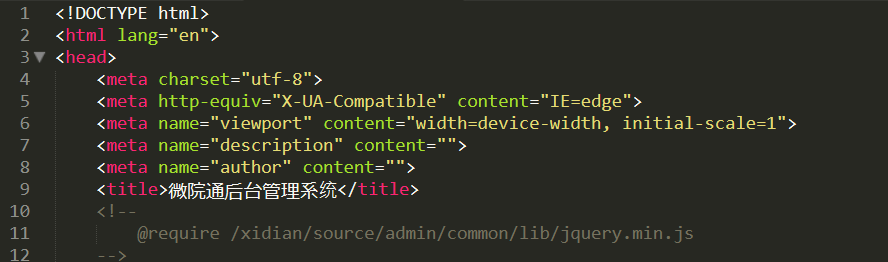 1 <!DOCTYPE html>
2 <html lang="en">
3 <head>
4 <meta charset="utf-8">
5 <meta http-equiv="X-UA-Compatible" content="IE=edge">
6 <meta name="viewport" content="width=device-width, initial-scale=1">
7 <meta name="description" content="">
8 <meta name="author" content="">
9 <title>微院通后台管理系统</title>
10 <!--
11 @require /xidian/source/admin/common/lib/jquery.min.js
12 -->